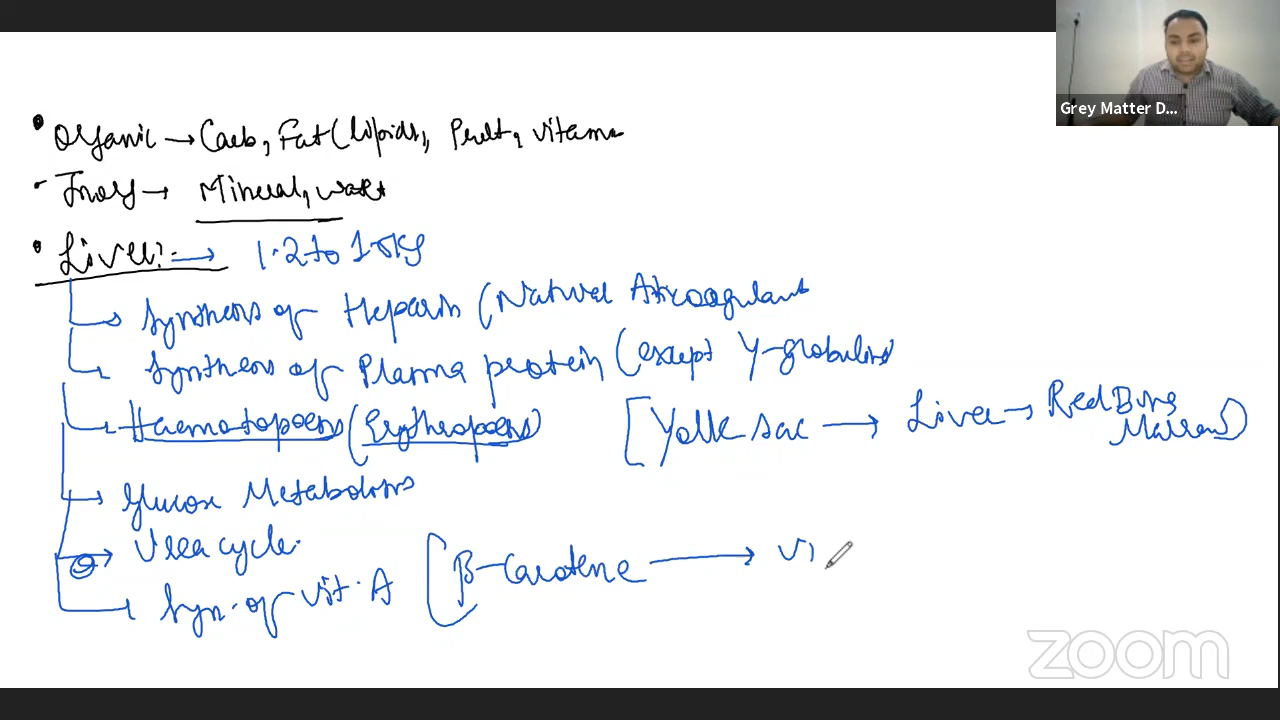 Grey Matter D...
• Organic → Carb, Fat (lipids), Prot, vitams
- Inorg → Mineral, water
• Liver:- → 1.2 to 1.5 Kg
→ Synthesis of Heparin (Natural Anticoagulant
→ Synthesis of Plasma protein (except γ-globulins
→ Haematopoesis (Erythropoesis) [Yolk sac → Liver → Red Bone Marrow)
→ Glucose Metabolism
→ Urea cycle.
→ Syn. of vit. A [β-Carotene → Vi
zoom